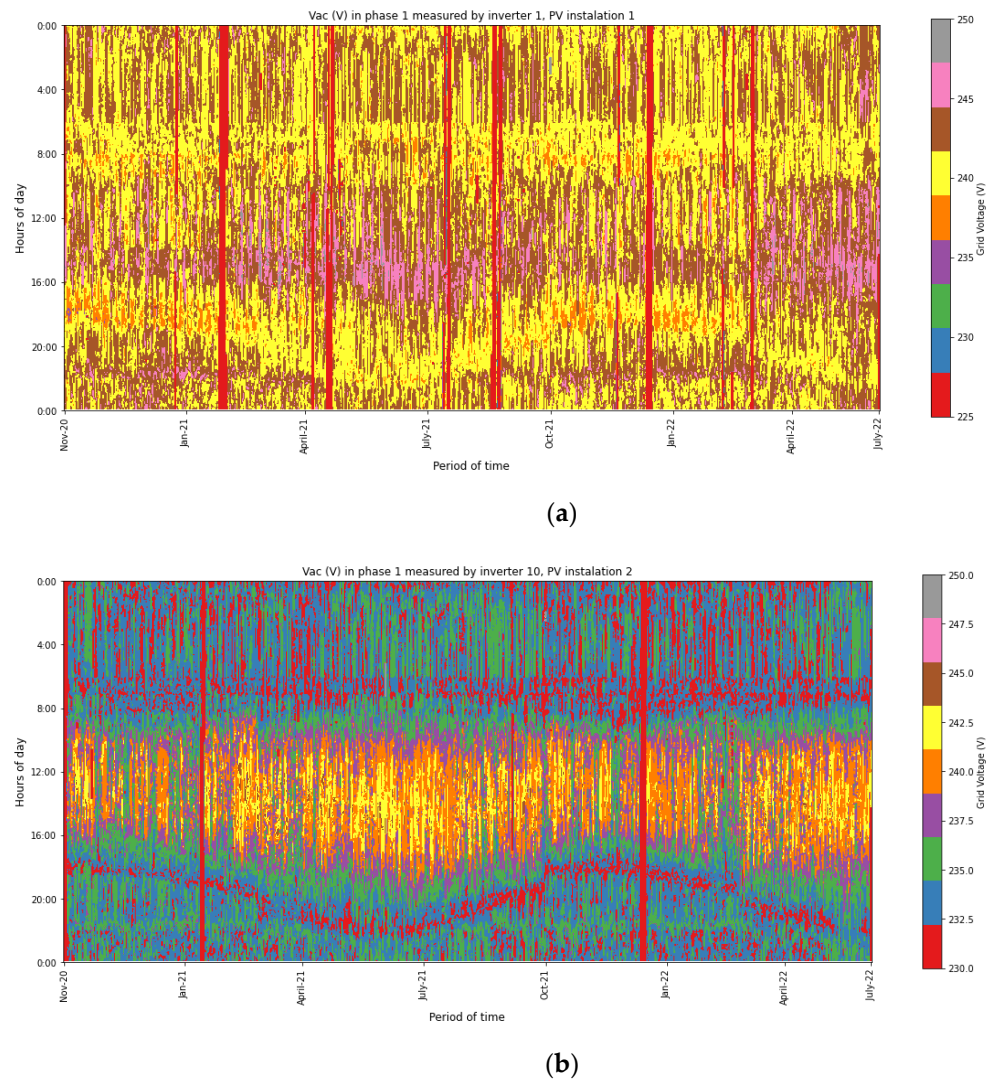 Vac (V) in phase 1 measured by inverter 1, PV instalation 1
0:00
4:00
8:00
12:00
16:00
20:00
0:00
Hours of day
Nov-20
Jan-21
April-21
July-21
Oct-21
Jan-22
April-22
July-22
Period of time
250
245
240
235
230
225
Grid Voltage (V)
(a)
Vac (V) in phase 1 measured by inverter 10, PV instalation 2
0:00
4:00
8:00
12:00
16:00
20:00
0:00
Hours of day
Nov-20
Jan-21
April-21
July-21
Oct-21
Jan-22
April-22
July-22
Period of time
250.0
247.5
245.0
242.5
240.0
237.5
235.0
232.5
230.0
Grid Voltage (V)
(b)